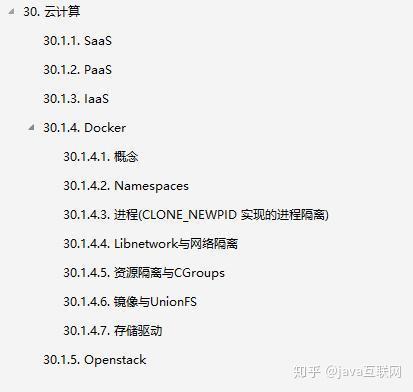 30. 云计算
30.1.1. SaaS
30.1.2. PaaS
30.1.3. IaaS
30.1.4. Docker
30.1.4.1. 概念
30.1.4.2. Namespaces
30.1.4.3. 进程(CLONE_NEWPID 实现的进程隔离)
30.1.4.4. Libnetwork与网络隔离
30.1.4.5. 资源隔离与CGroups
30.1.4.6. 镜像与UnionFS
30.1.4.7. 存储驱动
30.1.5. Openstack
知乎 @java互联网